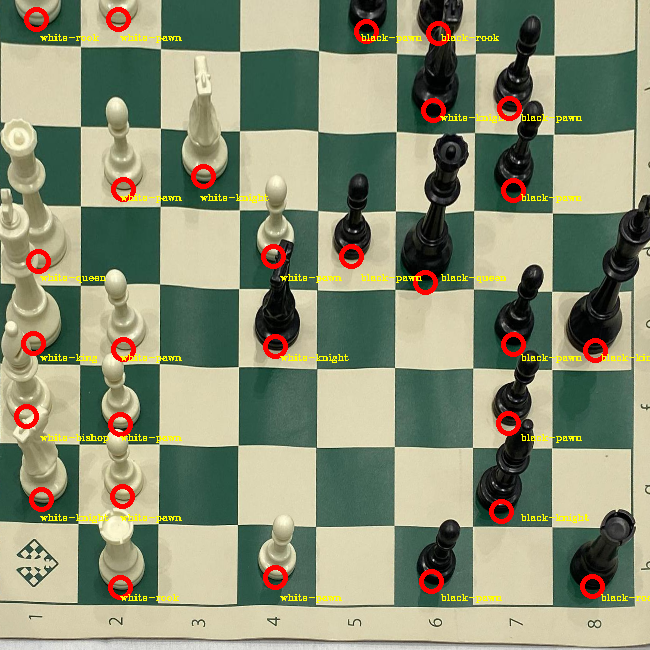 white-rook
white-pawn
black-pawn
black-rook
white-knight
black-pawn
white-pawn
white-knight
black-pawn
white-queen
white-pawn
black-pawn
black-queen
white-king
white-pawn
white-knight
black-pawn
black-kin
white-bishop
white-pawn
black-pawn
white-knight
white-pawn
black-knight
white-rook
white-pawn
black-pawn
black-roo
e
f
g
h
1
2
3
4
5
6
7
8